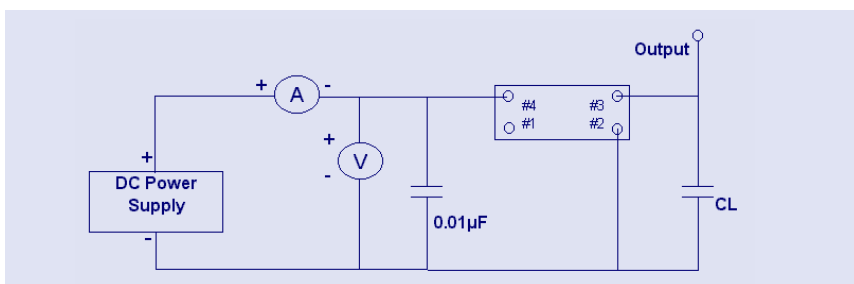 Output
+ A -
#4 #3
#1 #2
+
V
-
+
DC Power
Supply
-
0.01µF
CL